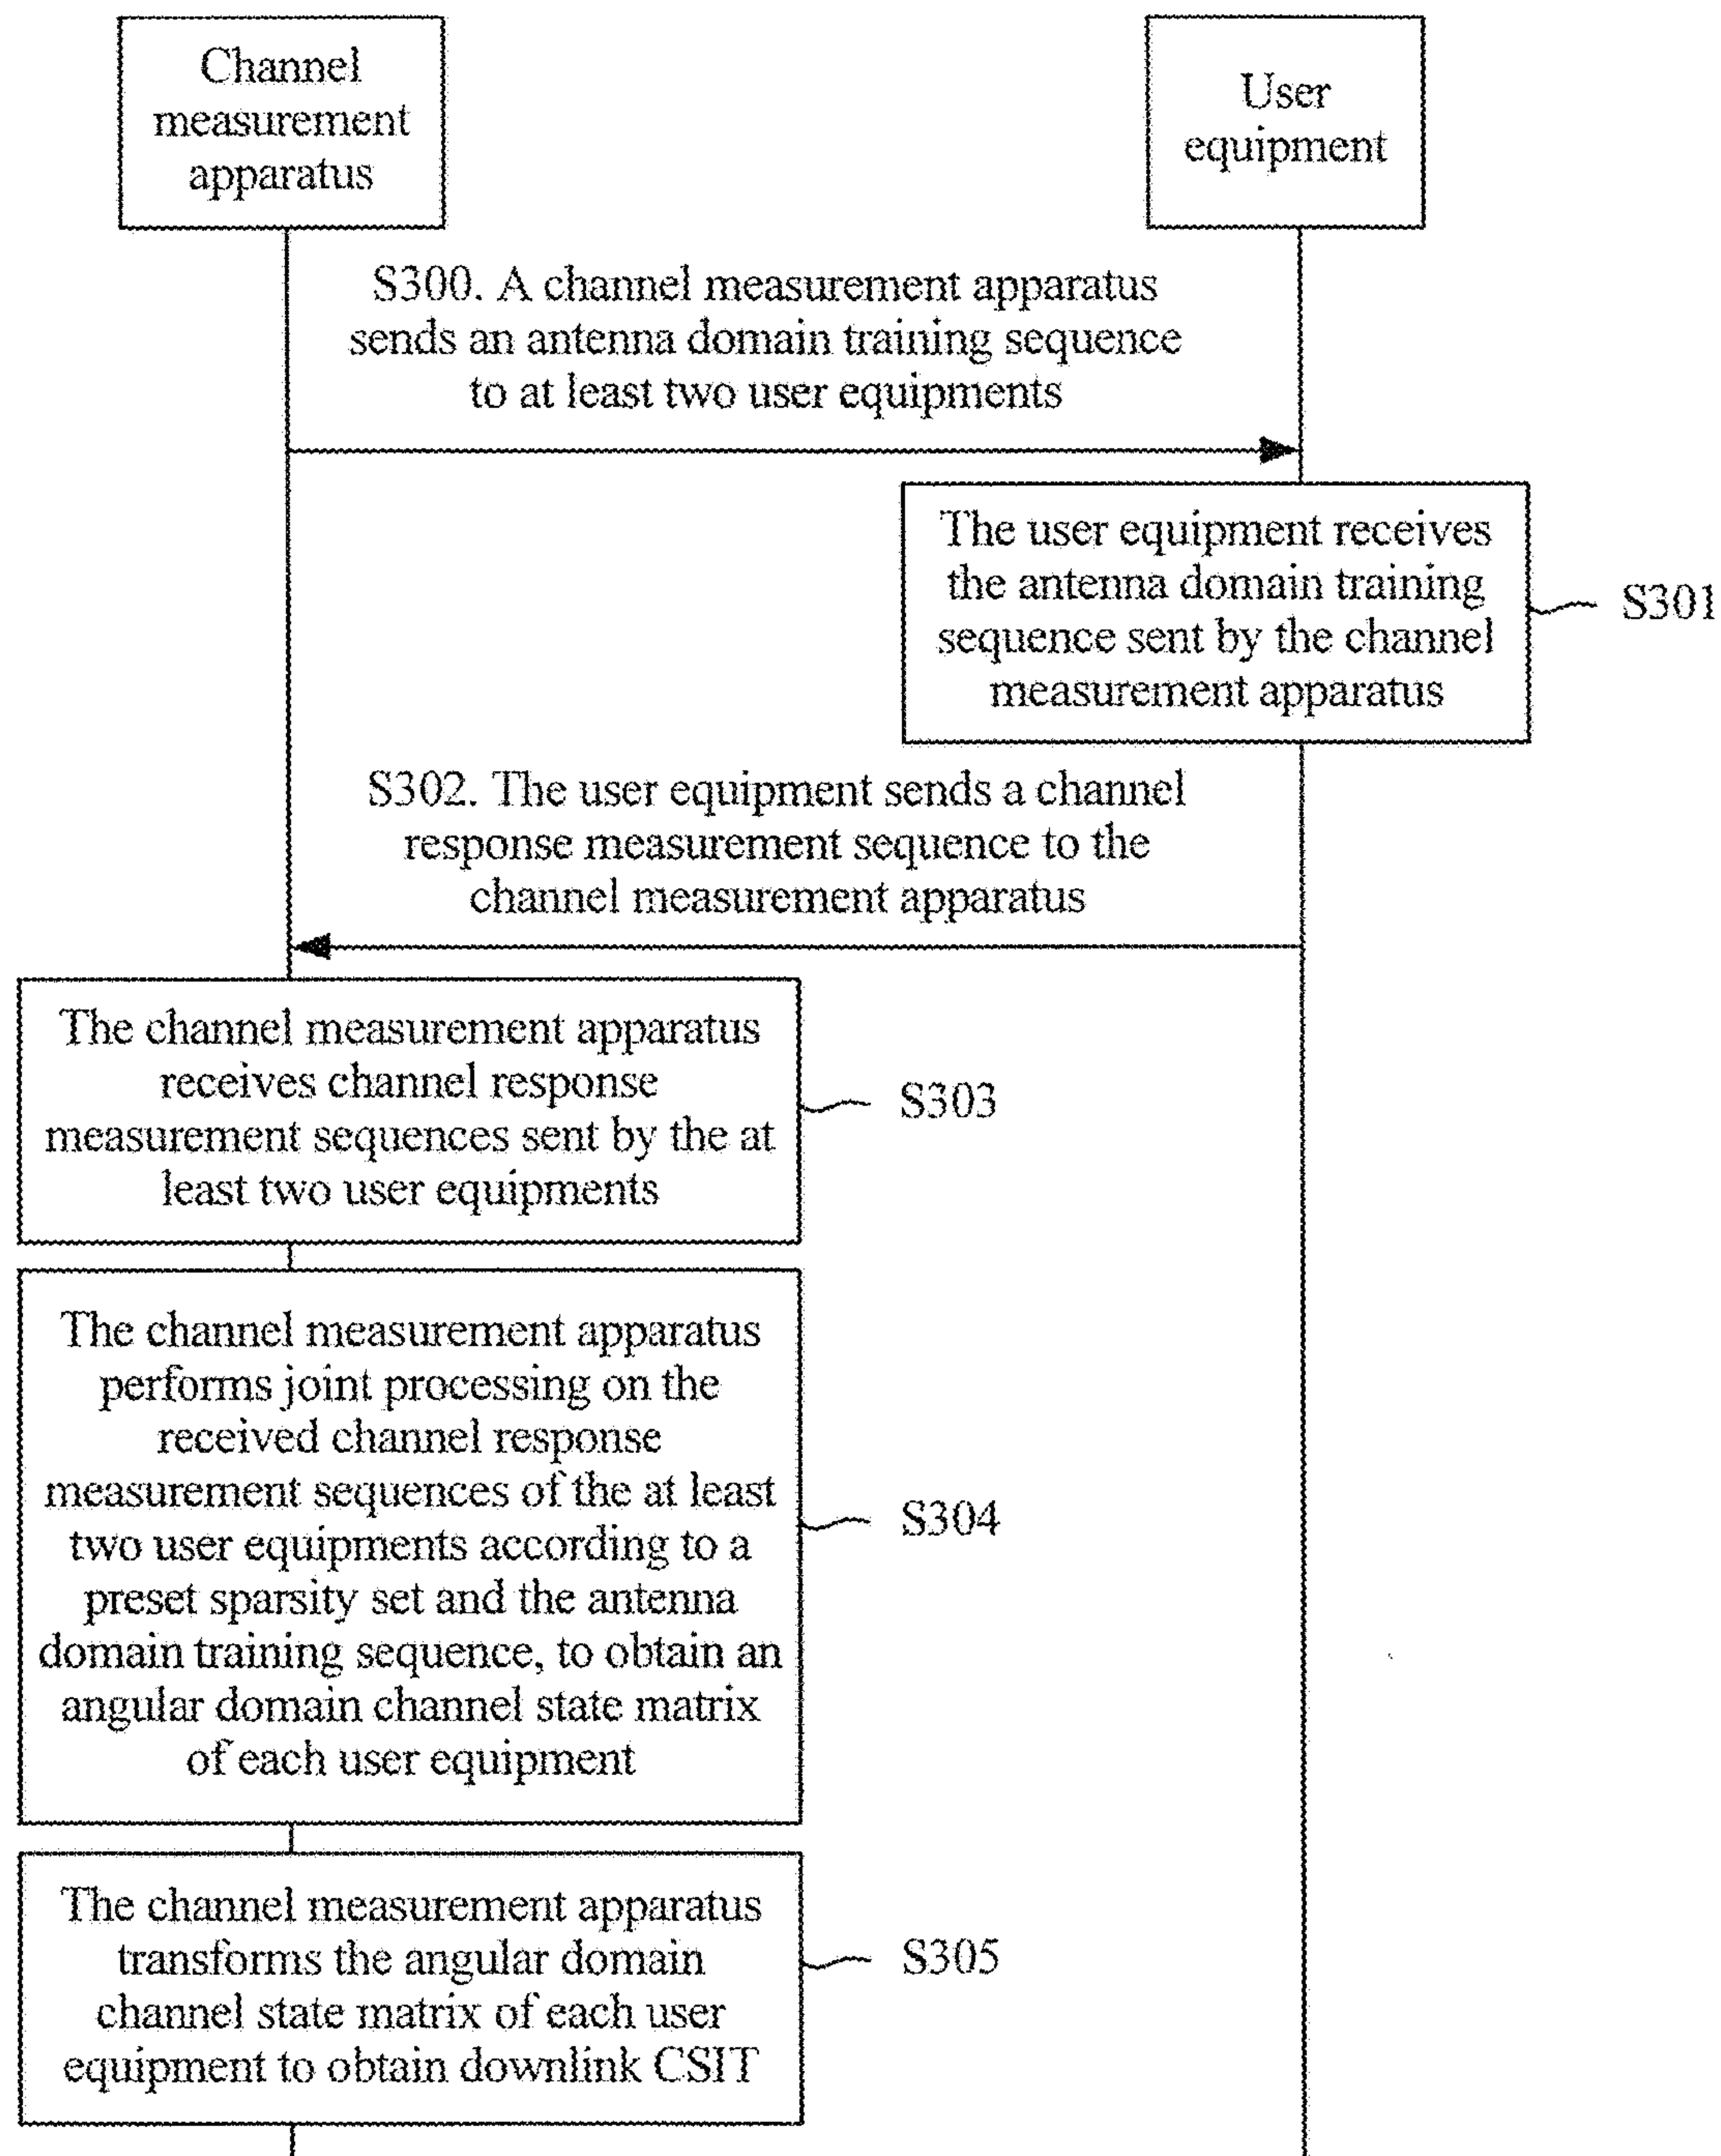 Channel
measurement
apparatus
User
equipment
S300. A channel measurement apparatus
sends an antenna domain training sequence
to at least two user equipments
The user equipment receives
the antenna domain training
sequence sent by the channel
measurement apparatus
S301
S302. The user equipment sends a channel
response measurement sequence to the
channel measurement apparatus
The channel measurement apparatus
receives channel response
measurement sequences sent by the at
least two user equipments
S303
The channel measurement apparatus
performs joint processing on the
received channel response
measurement sequences of the at least
two user equipments according to a
preset sparsity set and the antenna
domain training sequence, to obtain an
angular domain channel state matrix
of each user equipment
S304
The channel measurement apparatus
transforms the angular domain
channel state matrix of each user
equipment to obtain downlink CSIT
S305